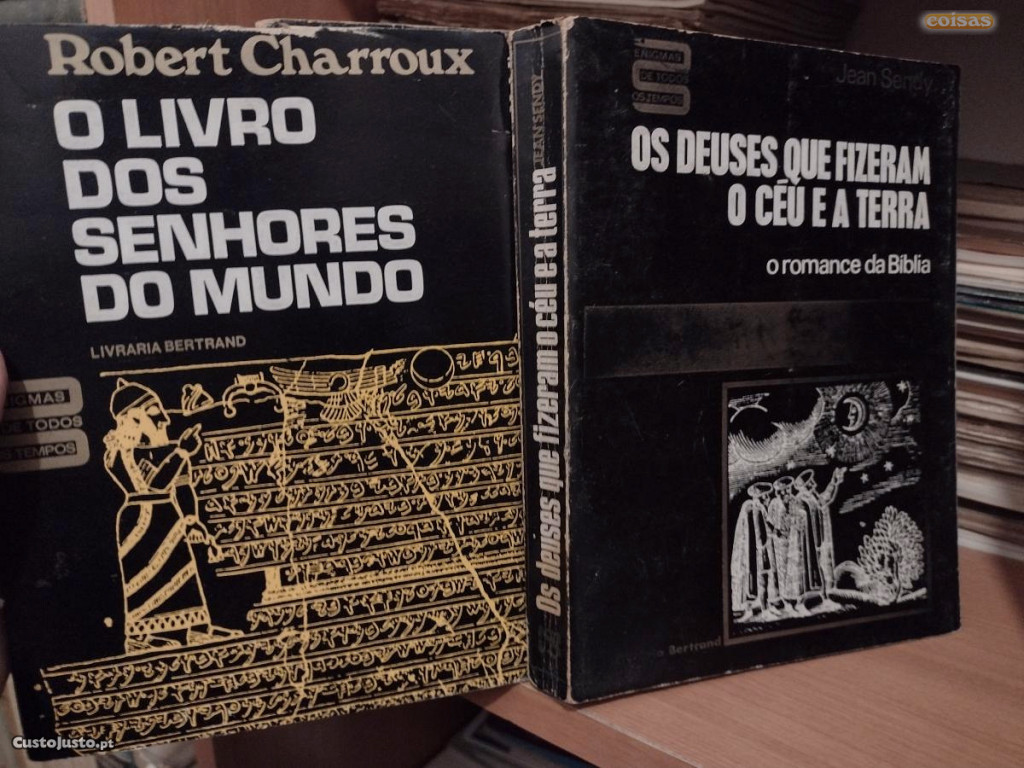 coisas
Robert Charroux
O LIVRO
DOS
SENHORES
DO MUNDO
LIVRARIA BERTRAND
ENIGMAS
DE TODOS
OS TEMPOS
JEAN SENDY
Os deuses que fizeram o céu e a terra
ENIGMAS
DE TODOS
OS TEMPOS
Jean Sendy
OS DEUSES QUE FIZERAM
O CÉU E A TERRA
o romance da Bíblia
Bertrand
CustoJusto.pt